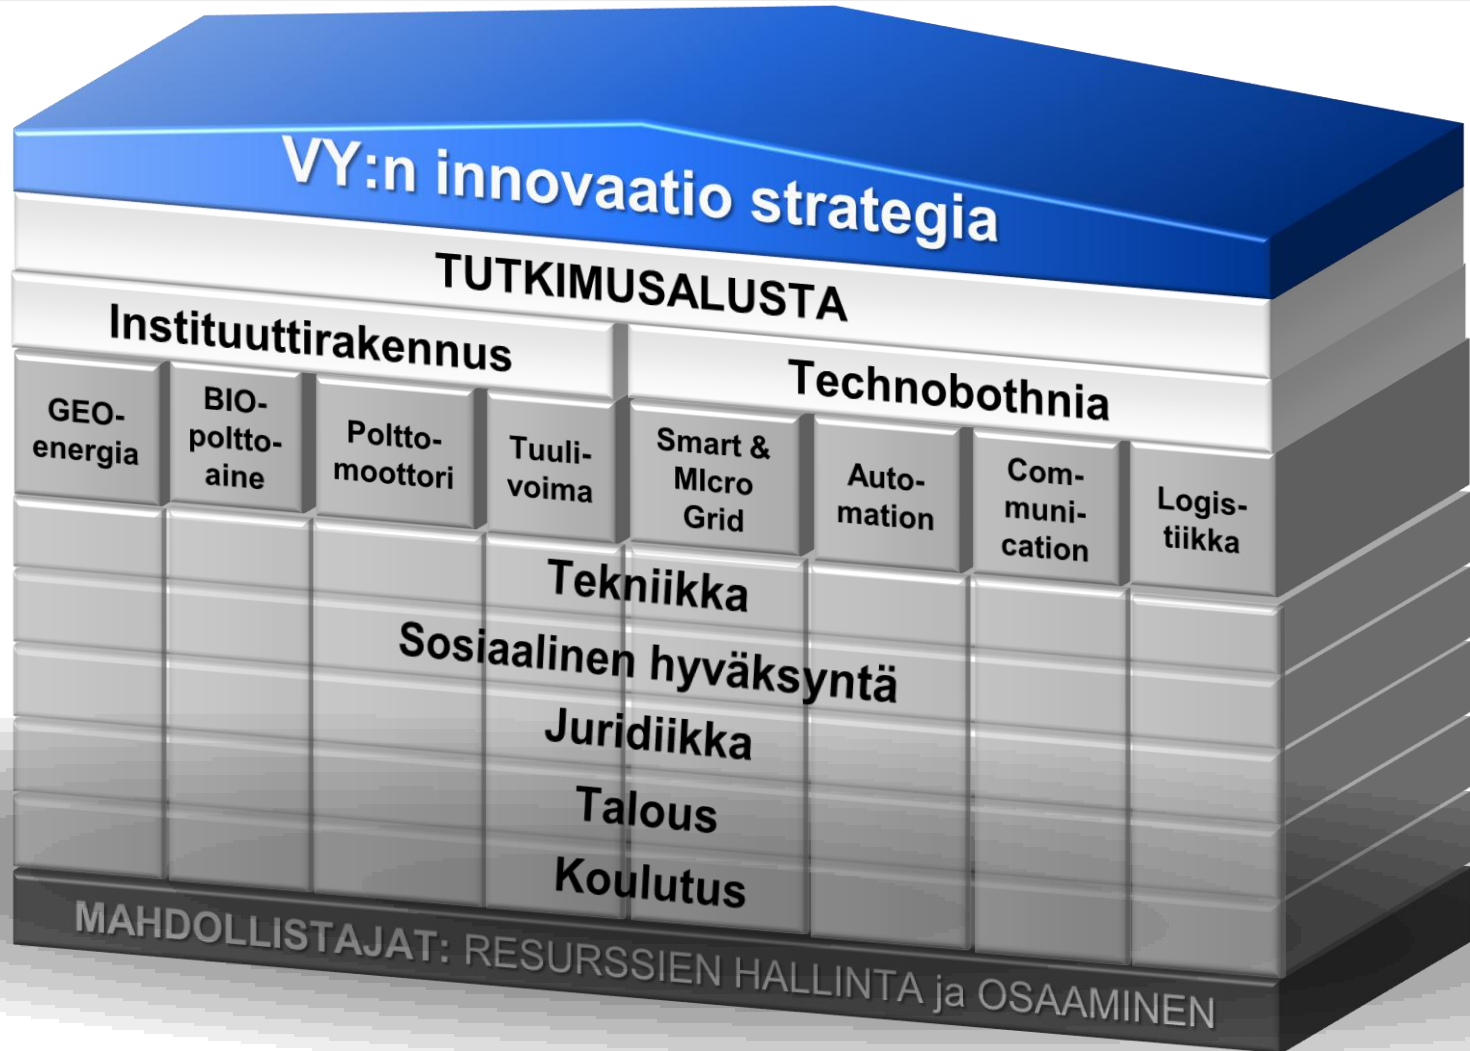 VY:n innovaatio strategia
TUTKIMUSALUSTA
Instituuttirakennus
Technobothnia
GEO-
energia
BIO-
poltto-
aine
Poltto-
moottori
Tuuli-
voima
Smart &
MIcro
Grid
Auto-
mation
Com-
muni-
cation
Logis-
tiikka
Tekniikka
Sosiaalinen hyväksyntä
Juridiikka
Talous
Koulutus
MAHDOLLISTAJAT: RESURSSIEN HALLINTA ja OSAAMINEN